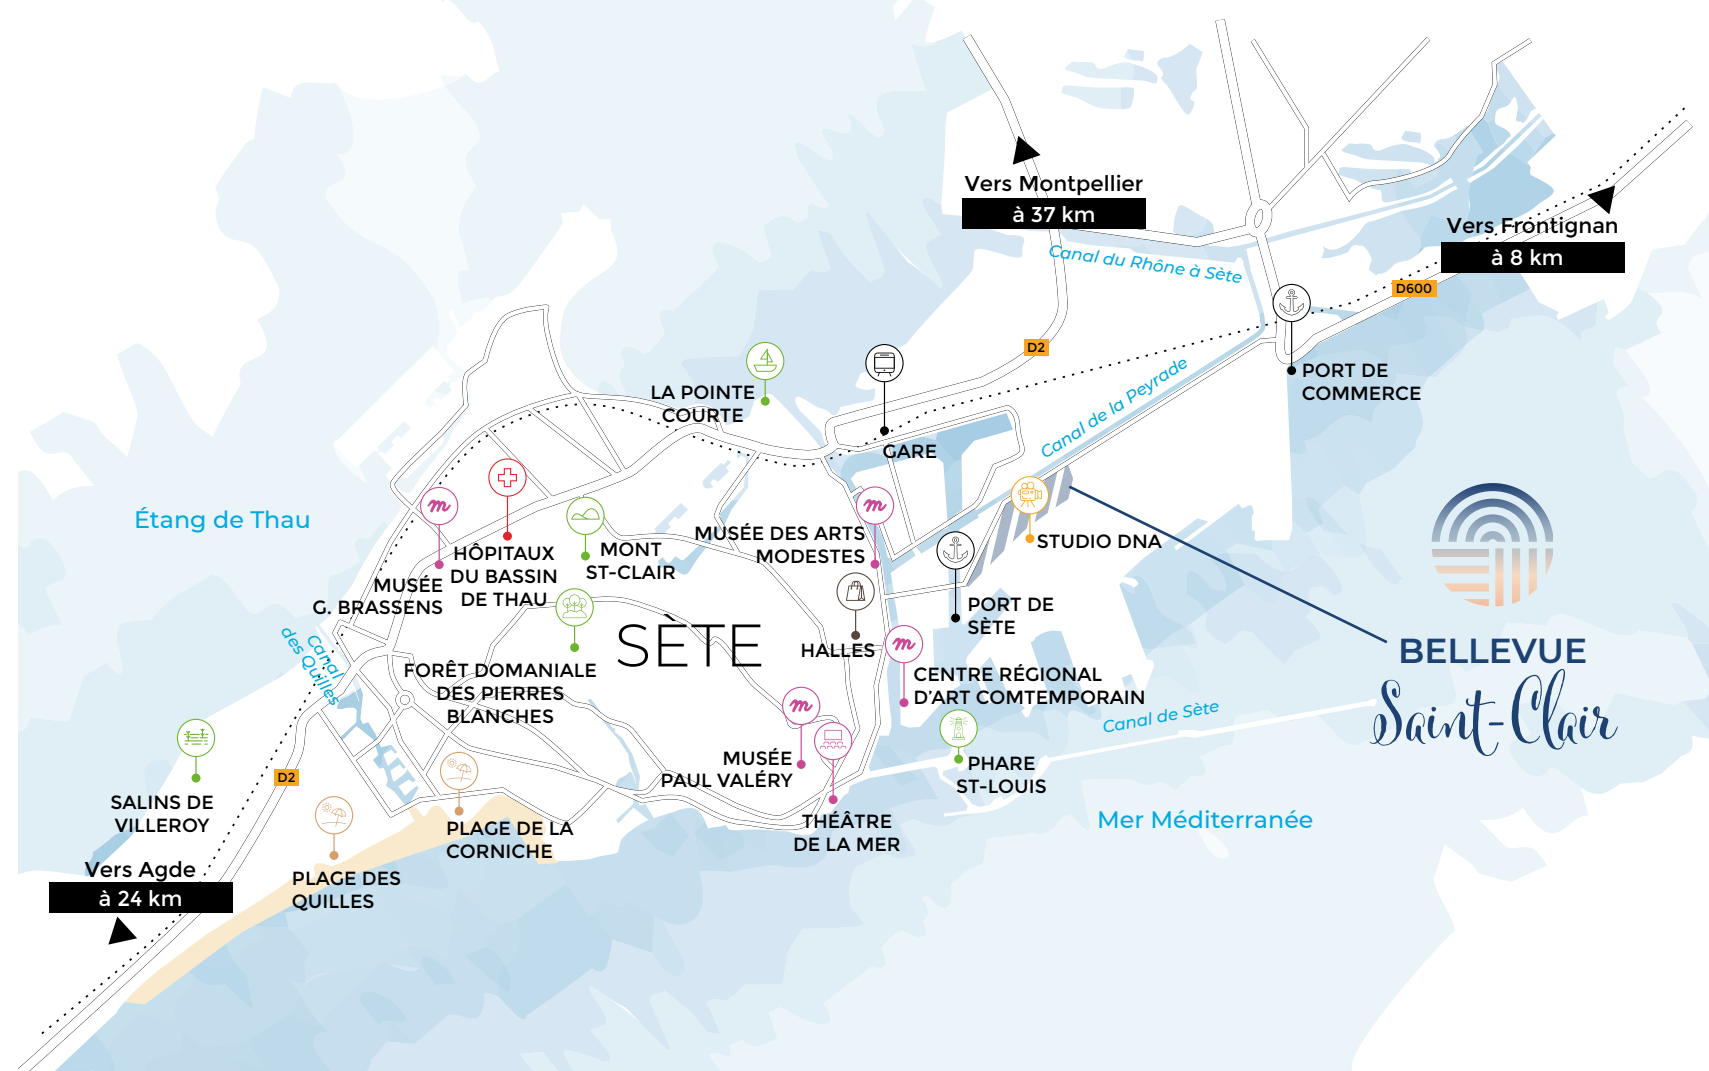 Vers Montpellier
à 37 km
Vers Frontignan
à 8 km
Canal du Rhône à Sète
D600
D2
PORT DE
COMMERCE
LA POINTE
COURTE
Canal de la Peyrade
GARE
Étang de Thau
m
m
MUSÉE DES ARTS
MODESTES
STUDIO DNA
HÔPITAUX
DU BASSIN
DE THAU
MONT
ST-CLAIR
MUSÉE
G. BRASSENS
PORT DE
SÈTE
SÈTE
HALLES
m
BELLEVUE
Saint-Clair
Canal
des Quilles
FORÊT DOMANIALE
DES PIERRES
BLANCHES
CENTRE RÉGIONAL
D'ART COMTEMPORAIN
m
Canal de Sète
MUSÉE
PAUL VALÉRY
PHARE
ST-LOUIS
D2
SALINS DE
VILLEROY
PLAGE DE LA
CORNICHE
THÉÂTRE
DE LA MER
Mer Méditerranée
Vers Agde
à 24 km
PLAGE DES
QUILLES